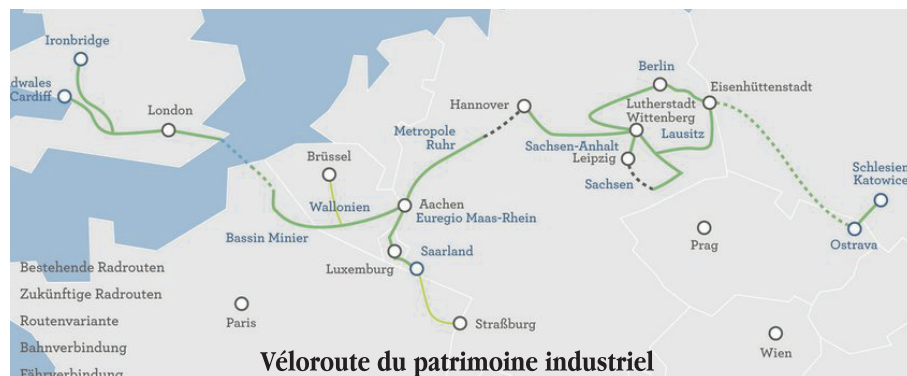 Ironbridge
dwales
Cardiff
London
Hannover
Berlin
Eisenhüttenstadt
Lutherstadt
Wittenberg
Lausitz
Metropole
Ruhr
Sachsen-Anhalt
Leipzig
Sachsen
Brüssel
Wallonien
Aachen
Euregio Maas-Rhein
Schlesien
Katowice
Bassin Minier
Saarland
Luxemburg
Prag
Ostrava
Bestehende Radrouten
Zukünftige Radrouten
Routenvariante
Bahnverbindung
Fährverbindung
Paris
Straßburg
Wien
Véloroute du patrimoine industriel